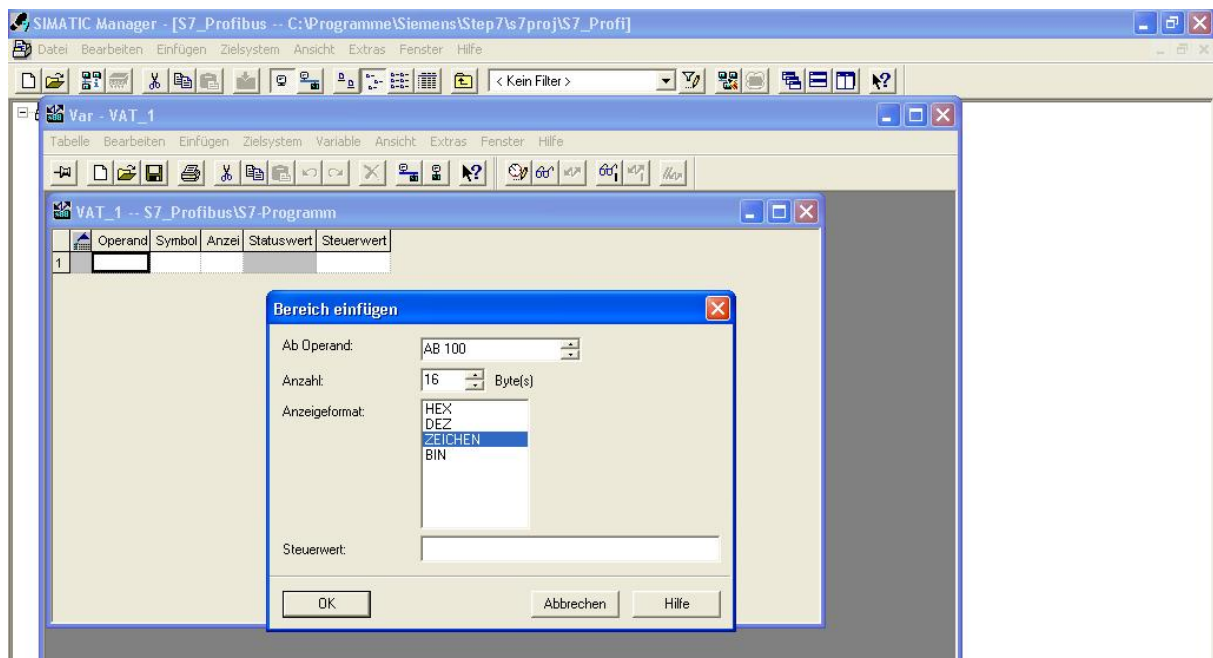 SIMATIC Manager - [S7_Profibus -- C:\Programme\Siemens\Step7\s7proj\S7_Profi]
Datei Bearbeiten Einfügen Zielsystem Ansicht Extras Fenster Hilfe
< Kein Filter >
Var - VAT_1
Tabelle Bearbeiten Einfügen Zielsystem Variable Ansicht Extras Fenster Hilfe
VAT_1 -- S7_Profibus\S7-Programm
Operand Symbol Anzei Statuswert Steuerwert
1
Bereich einfügen
Ab Operand: AB 100
Anzahl: 16 Byte(s)
Anzeigeformat: HEX
DEZ
ZEICHEN
BIN
Steuerwert:
OK Abbrechen Hilfe